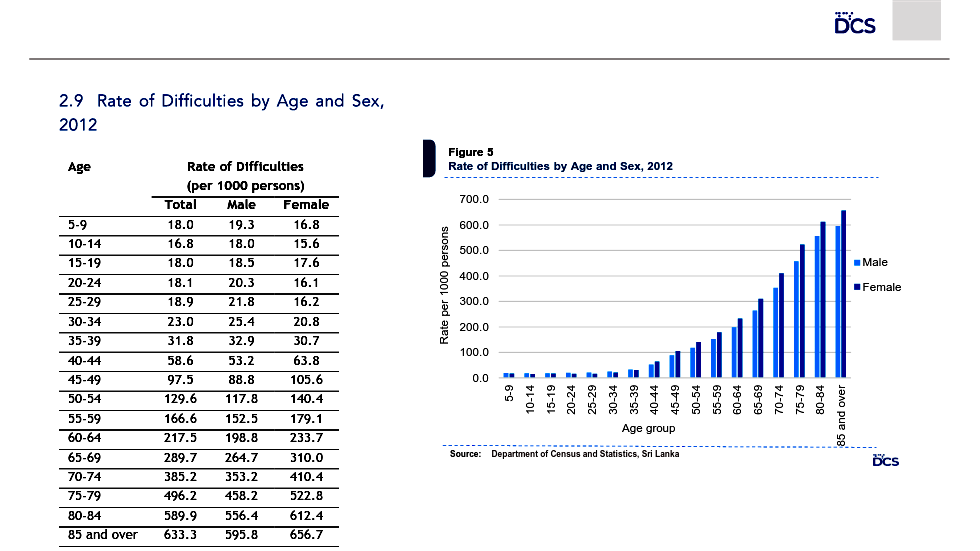 DCS
2.9 Rate of Difficulties by Age and Sex,
2012
Age Rate of Difficulties
(per 1000 persons)
Total Male Female
5-9 18.0 19.3 16.8
10-14 16.8 18.0 15.6
15-19 18.0 18.5 17.6
20-24 18.1 20.3 16.1
25-29 18.9 21.8 16.2
30-34 23.0 25.4 20.8
35-39 31.8 32.9 30.7
40-44 58.6 53.2 63.8
45-49 97.5 88.8 105.6
50-54 129.6 117.8 140.4
55-59 166.6 152.5 179.1
60-64 217.5 198.8 233.7
65-69 289.7 264.7 310.0
70-74 385.2 353.2 410.4
75-79 496.2 458.2 522.8
80-84 589.9 556.4 612.4
85 and over 633.3 595.8 656.7
Figure 5
Rate of Difficulties by Age and Sex, 2012
Rate per 1000 persons
700.0
600.0
500.0
400.0
300.0
200.0
100.0
0.0
Male
Female
5-9
10-14
15-19
20-24
25-29
30-34
35-39
40-44
45-49
50-54
55-59
60-64
65-69
70-74
75-79
80-84
85 and over
Age group
Source: Department of Census and Statistics, Sri Lanka
DCS